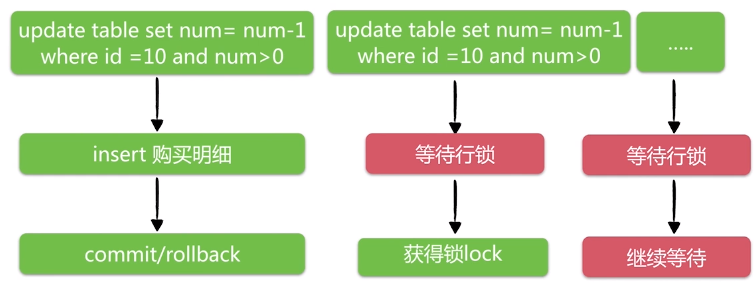 update table set num= num-1
where id =10 and num>0
update table set num= num-1
where id =10 and num>0
.....
insert 购买明细
等待行锁
等待行锁
commit/rollback
获得锁lock
继续等待